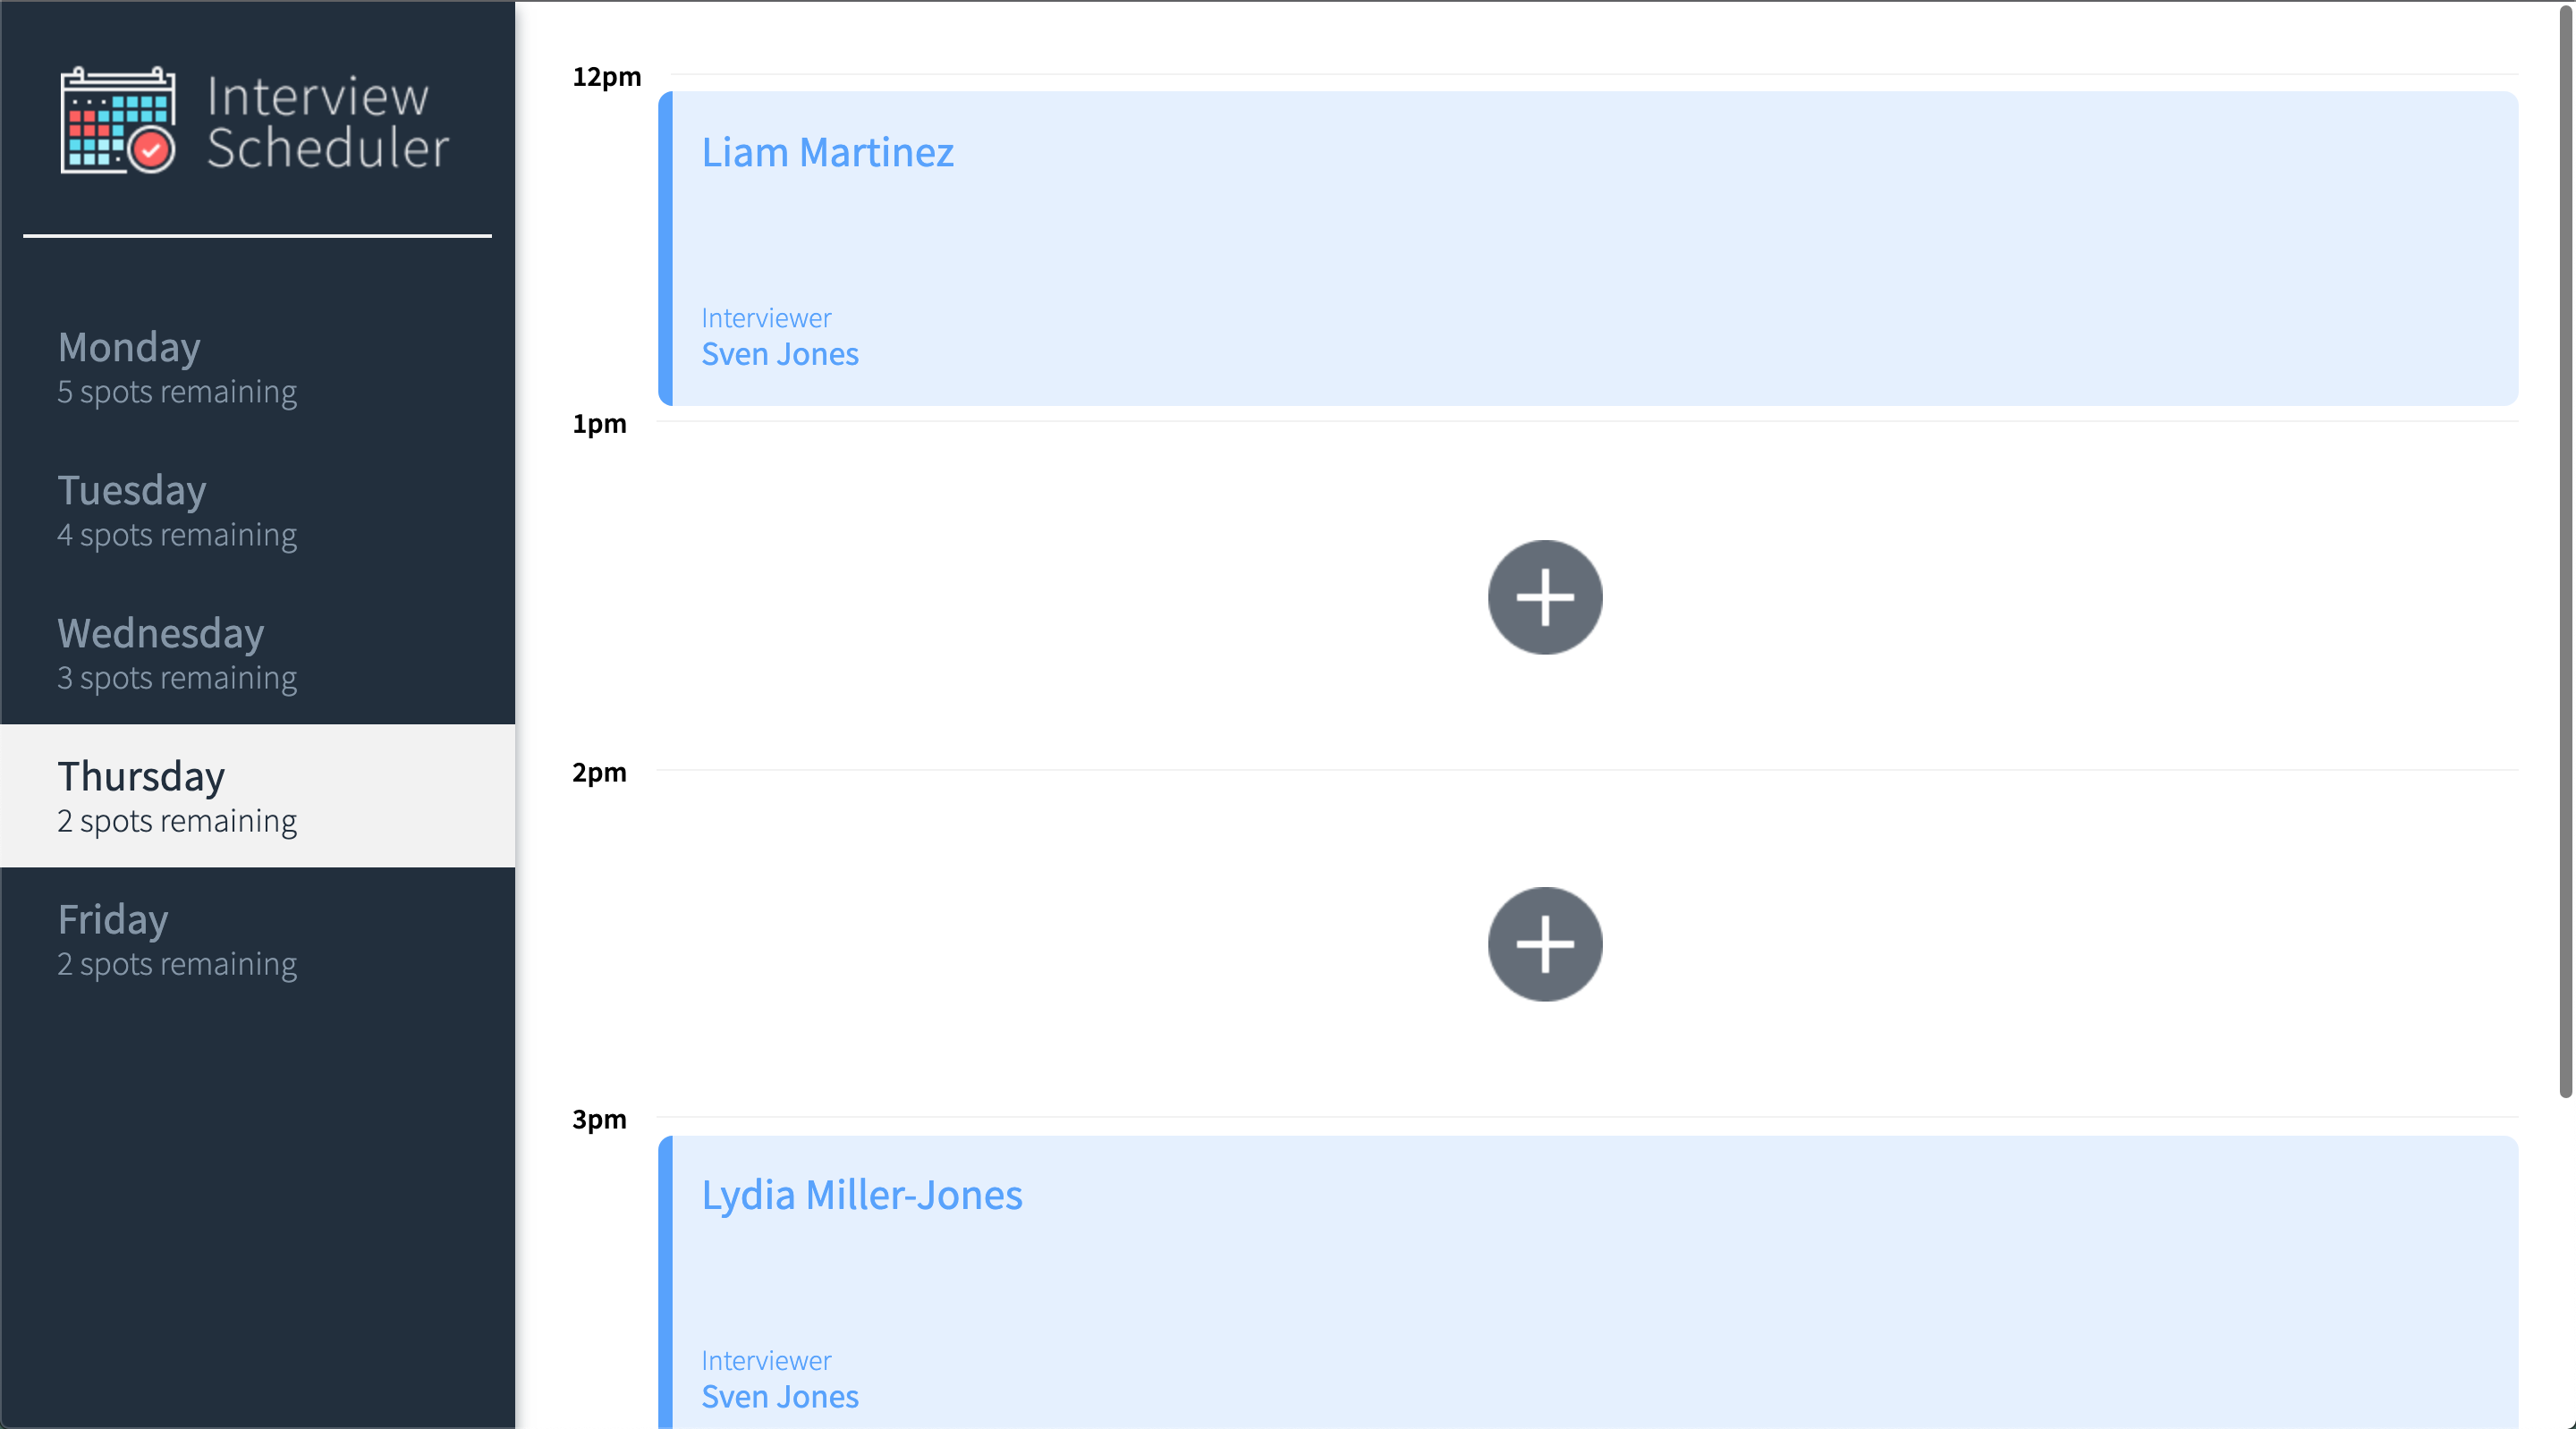 Interview
Scheduler
Monday
5 spots remaining
Tuesday
4 spots remaining
Wednesday
3 spots remaining
Thursday
2 spots remaining
Friday
2 spots remaining
12pm
Liam Martinez
Interviewer
Sven Jones
1pm
2pm
3pm
Lydia Miller-Jones
Interviewer
Sven Jones